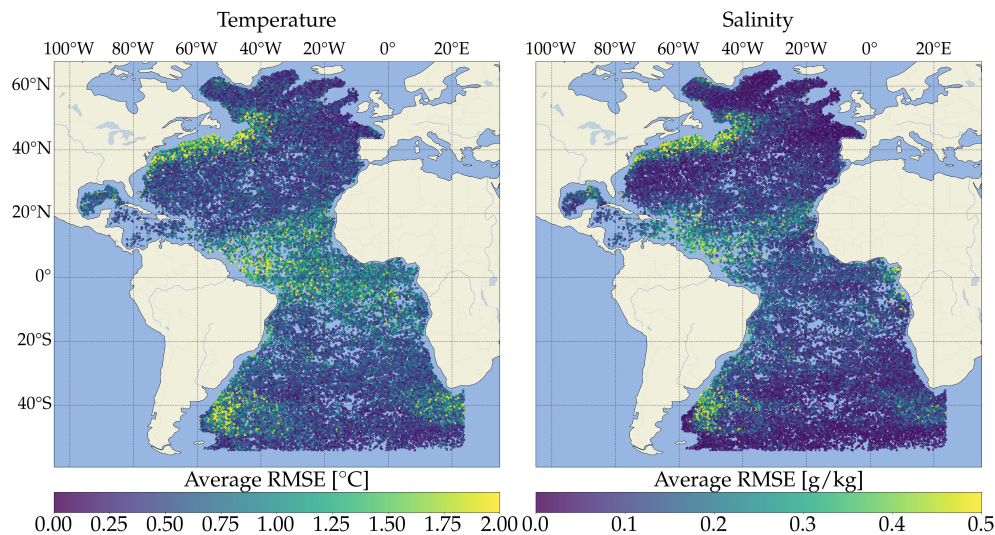 Temperature
Salinity
100°W 80°W 60°W 40°W 20°W 0° 20°E
100°W 80°W 60°W 40°W 20°W 0° 20°E
60°N
40°N
20°N
0°
20°S
40°S
Average RMSE [°C]
Average RMSE [g/kg]
0.00 0.25 0.50 0.75 1.00 1.25 1.50 1.75 2.00
0.0 0.1 0.2 0.3 0.4 0.5